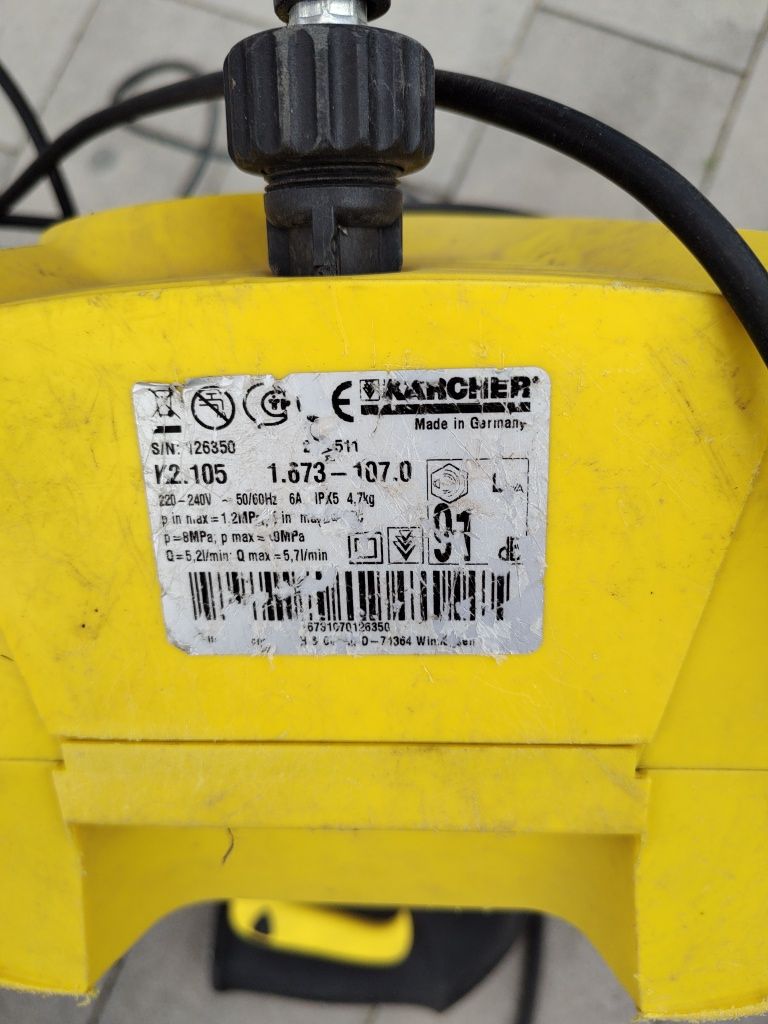 KARCHER
Made in Germany
S/N: 126350
K2.105 1.673-107.0
220-240V ~ 50/60Hz 6A IPX5 4,7kg
p in max = 1,2MPa,
p = 8MPa, p max =
Q = 5,2l/min; Q max = 5,7l/min
91 dB
D-71364